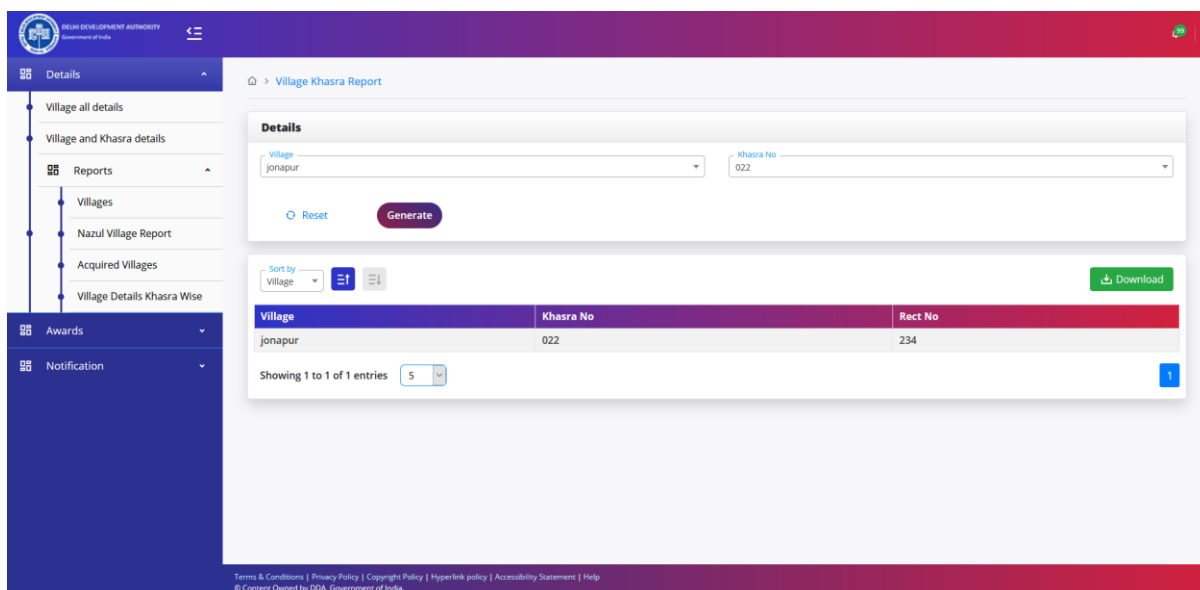 DELHI DEVELOPMENT AUTHORITY
Government of India
99
Details
Village all details
Village and Khasra details
Reports
Villages
Nazul Village Report
Acquired Villages
Village Details Khasra Wise
Awards
Notification
> Village Khasra Report
Details
Village
jonapur
Khasra No
022
Reset
Generate
Sort by
Village
Download
Village Khasra No Rect No
jonapur 022 234
Showing 1 to 1 of 1 entries 5
1
Terms & Conditions | Privacy Policy | Copyright Policy | Hyperlink policy | Accessibility Statement | Help
© Content Owned by DDA, Government of India.